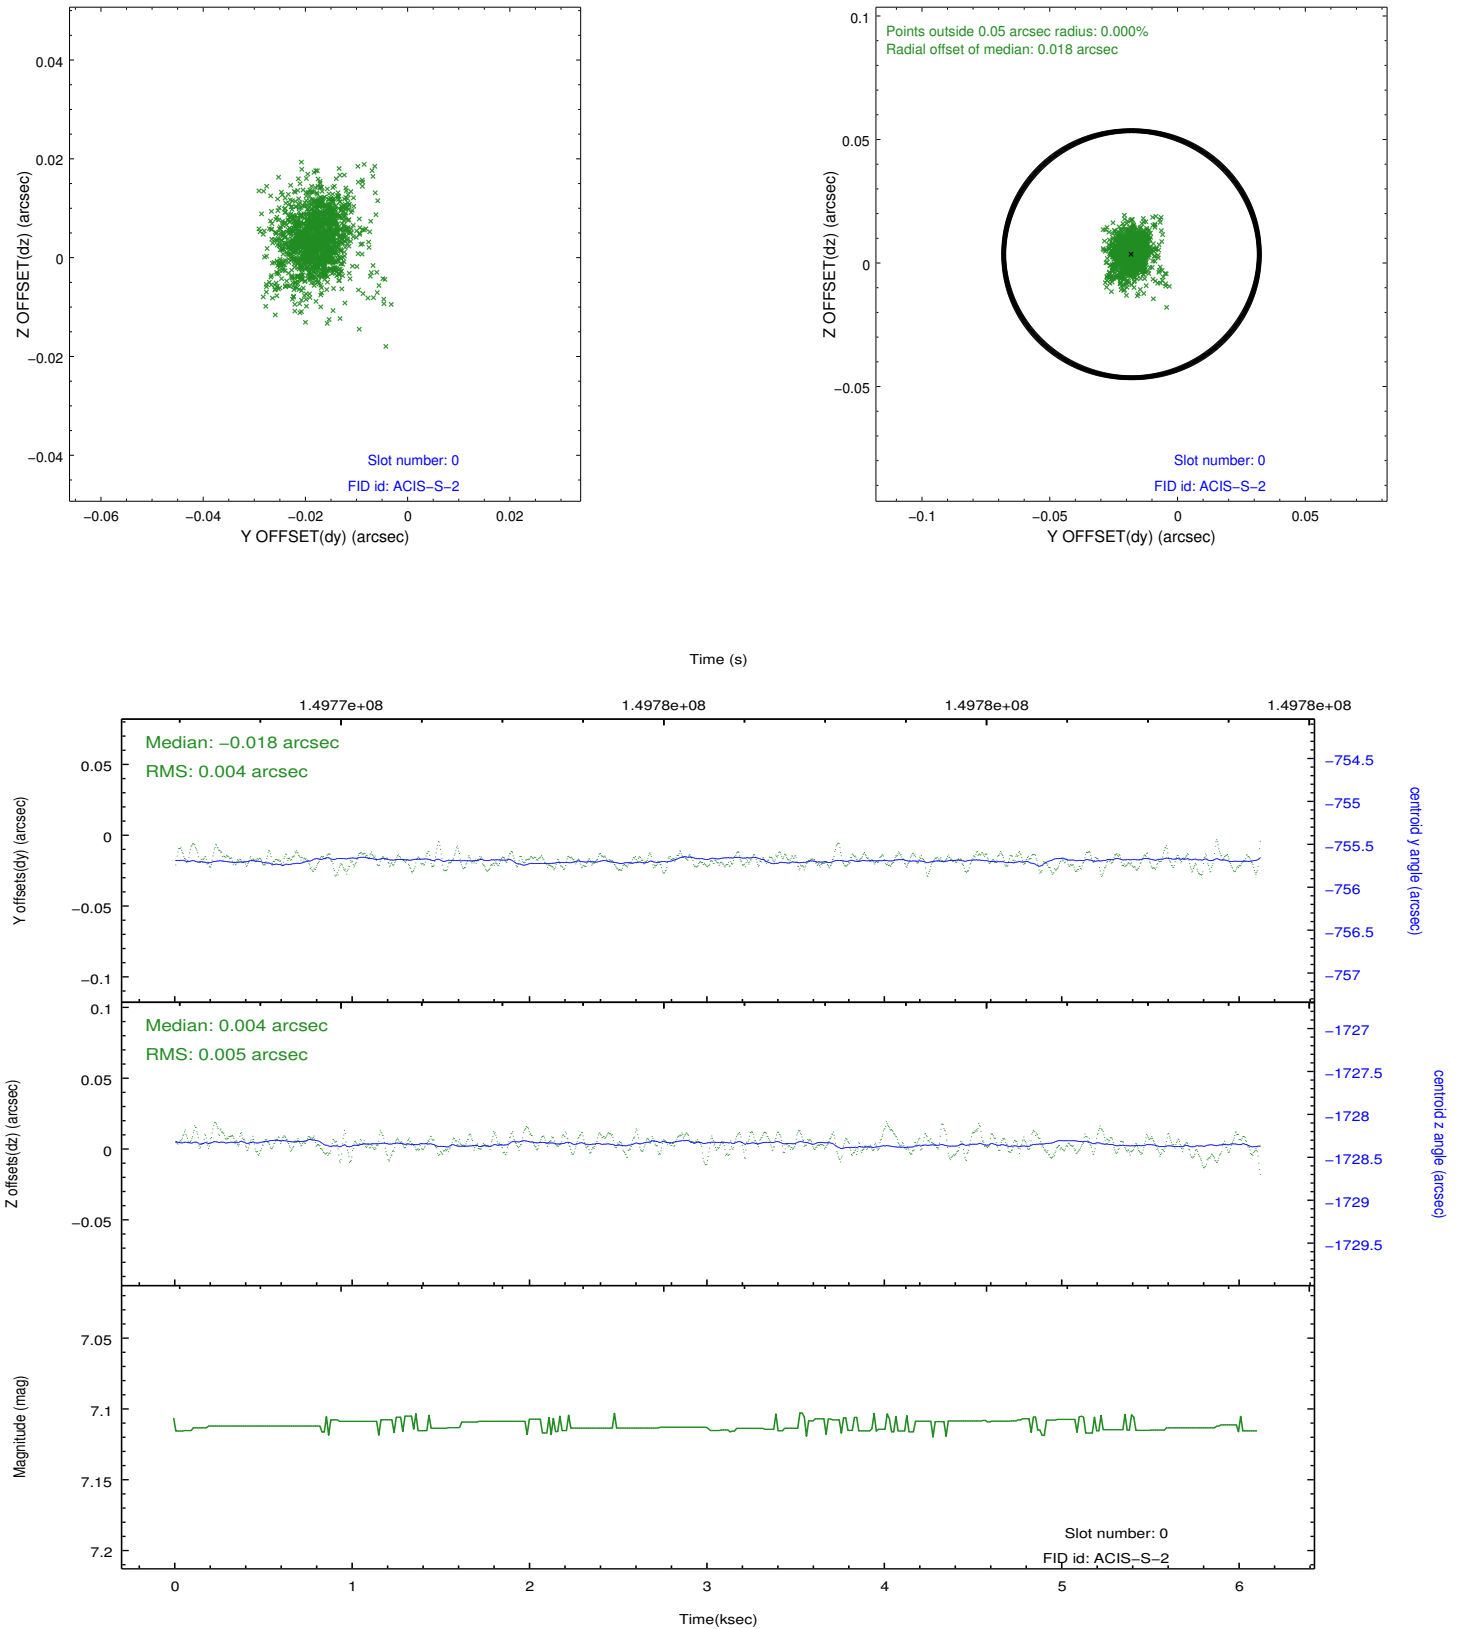 0.04
0.02
0
−0.02
−0.04
Z OFFSET(dz) (arcsec)
Slot number: 0
FID id: ACIS−S−2
−0.06
−0.04
−0.02
0
0.02
Y OFFSET(dy) (arcsec)
0.1
0.05
0
−0.05
Z OFFSET(dz) (arcsec)
Points outside 0.05 arcsec radius: 0.000%
Radial offset of median: 0.018 arcsec
Slot number: 0
FID id: ACIS−S−2
−0.1
−0.05
0
0.05
Y OFFSET(dy) (arcsec)
Time (s)
1.4977e+08
1.4978e+08
1.4978e+08
1.4978e+08
Median: −0.018 arcsec
RMS: 0.004 arcsec
0.05
0
−0.05
−0.1
Y offsets(dy) (arcsec)
−754.5
−755
−755.5
−756
−756.5
−757
centroid y angle (arcsec)
Median: 0.004 arcsec
RMS: 0.005 arcsec
0.1
0.05
0
−0.05
Z offsets(dz) (arcsec)
−1727
−1727.5
−1728
−1728.5
−1729
−1729.5
centroid z angle (arcsec)
7.05
7.1
7.15
7.2
Magnitude (mag)
Slot number: 0
FID id: ACIS−S−2
0
1
2
3
4
5
6
Time(ksec)